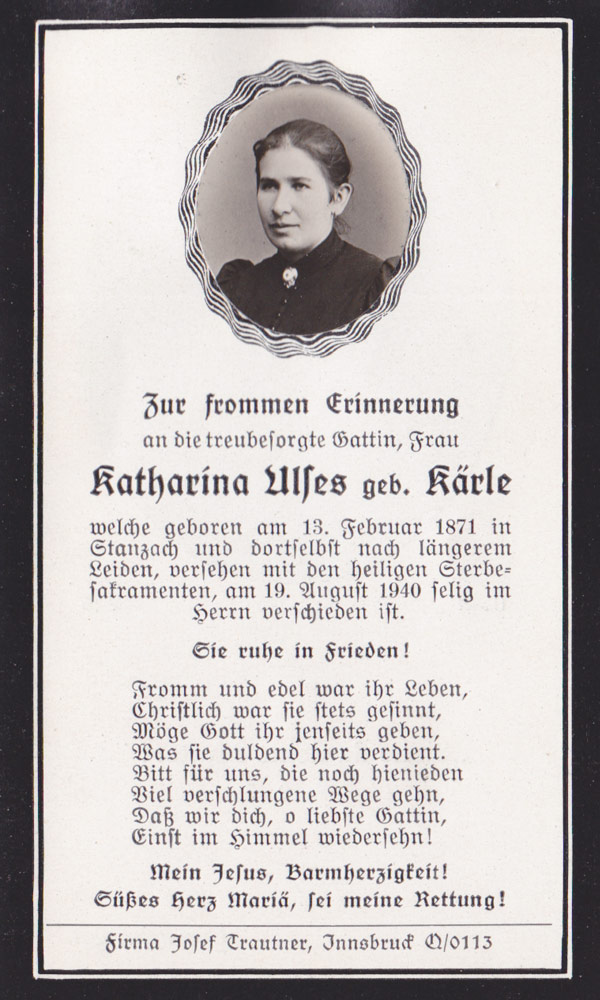 Zur frommen Erinnerung
an die treubesorgte Gattin, Frau
Katharina Ulses geb. Kärle
welche geboren am 13. Februar 1871 in
Stanzach und dortselbst nach längerem
Leiden, versehen mit den heiligen Sterbe-
sakramenten, am 19. August 1940 selig im
Herrn verschieden ist.
Sie ruhe in Frieden!
Fromm und edel war ihr Leben,
Christlich war sie stets gesinnt,
Möge Gott ihr jenseits geben,
Was sie duldend hier verdient.
Bitt für uns, die noch hienieden
Viel verschlungene Wege gehn,
Daß wir dich, o liebste Gattin,
Einst im Himmel wiedersehn!
Mein Jesus, Barmherzigkeit!
Süßes Herz Mariä, sei meine Rettung!
Firma Josef Trautner, Innsbruck Q/0113